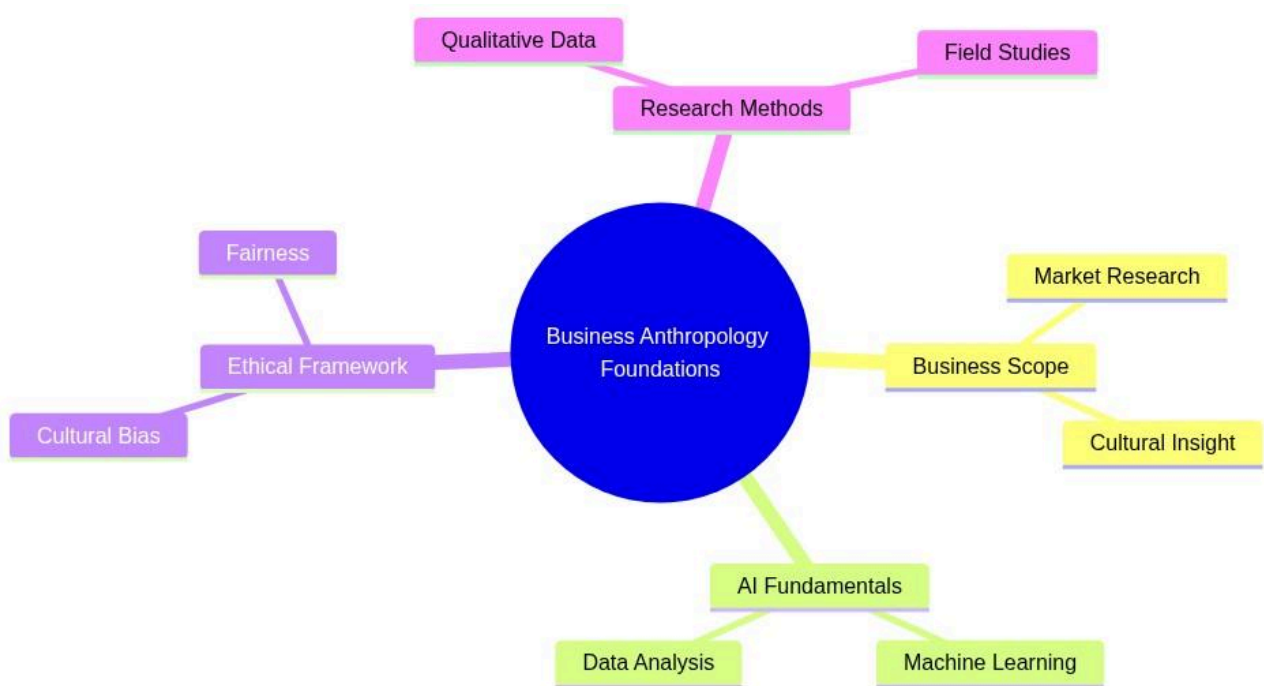 Qualitative Data
Field Studies
Research Methods
Fairness
Market Research
Business Anthropology
Foundations
Ethical Framework
Business Scope
Cultural Bias
Cultural Insight
AI Fundamentals
Data Analysis
Machine Learning